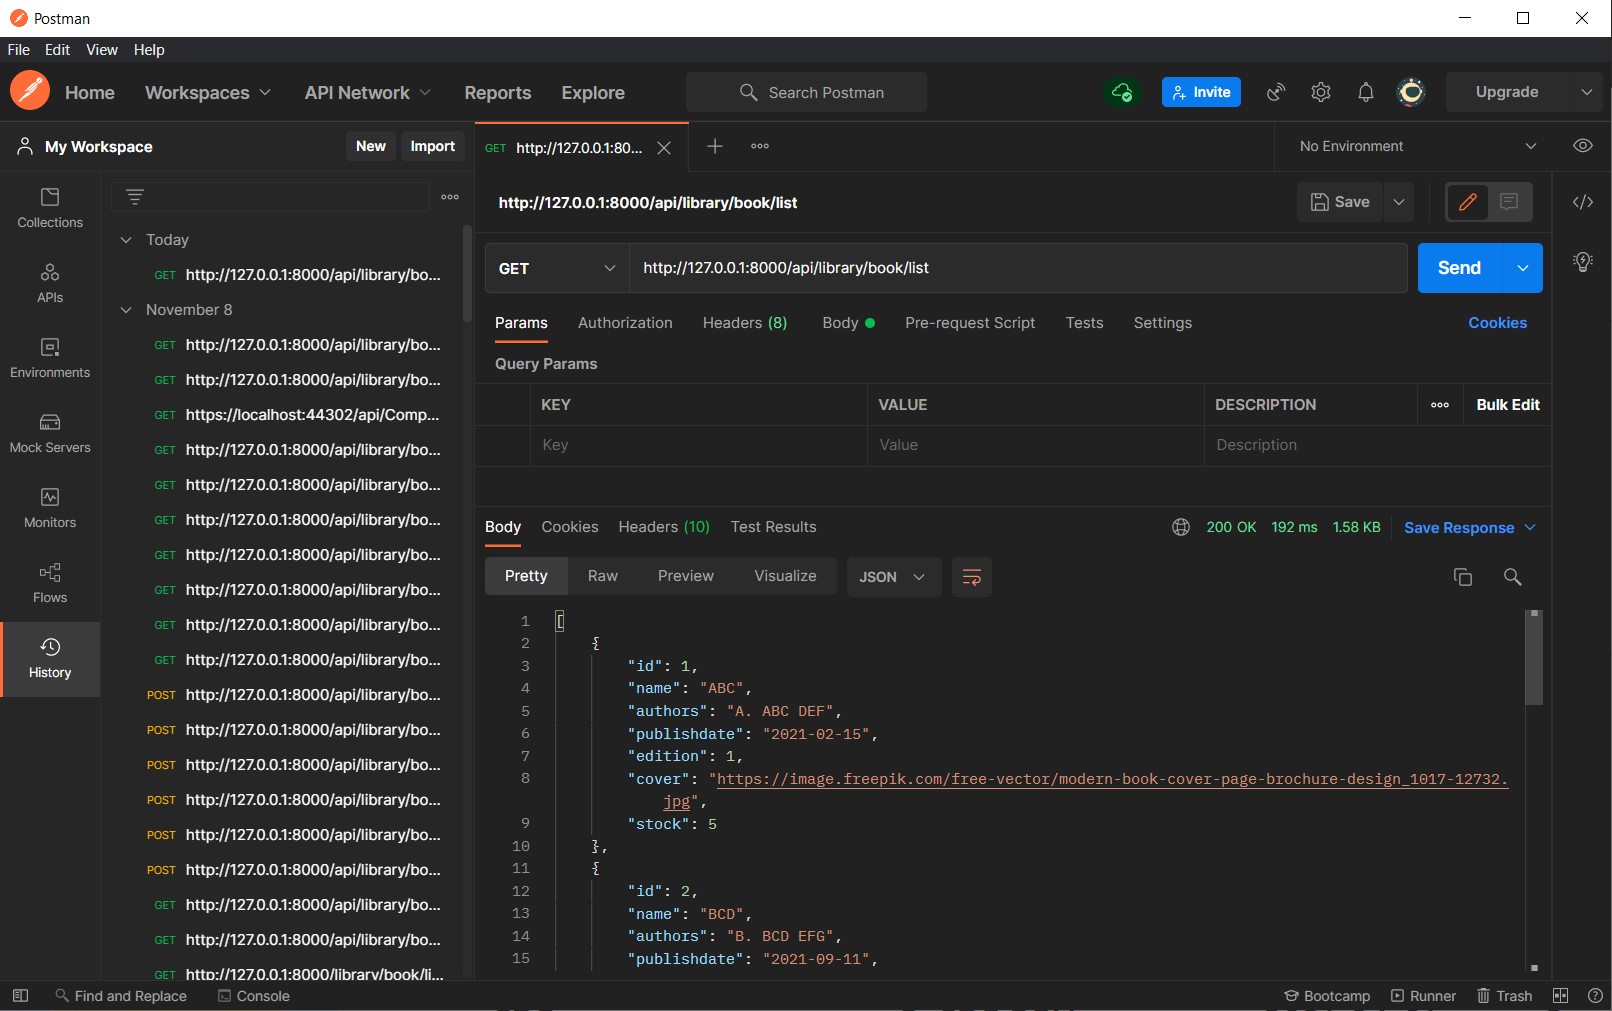 Postman
File Edit View Help
Home Workspaces API Network Reports Explore Search Postman Invite Upgrade
My Workspace New Import
GET http://127.0.0.1:80... No Environment
Collections
APIs
Environments
Mock Servers
Monitors
Flows
History
Today
GET http://127.0.0.1:8000/api/library/bo...
November 8
GET http://127.0.0.1:8000/api/library/bo...
GET http://127.0.0.1:8000/api/library/bo...
GET https://localhost:44302/api/Comp...
GET http://127.0.0.1:8000/api/library/bo...
GET http://127.0.0.1:8000/api/library/bo...
GET http://127.0.0.1:8000/api/library/bo...
GET http://127.0.0.1:8000/api/library/bo...
GET http://127.0.0.1:8000/api/library/bo...
GET http://127.0.0.1:8000/api/library/bo...
GET http://127.0.0.1:8000/api/library/bo...
POST http://127.0.0.1:8000/api/library/bo...
POST http://127.0.0.1:8000/api/library/bo...
POST http://127.0.0.1:8000/api/library/bo...
POST http://127.0.0.1:8000/api/library/bo...
POST http://127.0.0.1:8000/api/library/bo...
POST http://127.0.0.1:8000/api/library/bo...
GET http://127.0.0.1:8000/api/library/bo...
GET http://127.0.0.1:8000/api/library/bo...
GET http://127.0.0.1:8000/library/book/li...
http://127.0.0.1:8000/api/library/book/list Save
GET http://127.0.0.1:8000/api/library/book/list Send
Params Authorization Headers (8) Body Pre-request Script Tests Settings Cookies
Query Params
KEY VALUE DESCRIPTION Bulk Edit
Key Value Description
Body Cookies Headers (10) Test Results 200 OK 192 ms 1.58 KB Save Response
Pretty Raw Preview Visualize JSON
1 [
2 {
3 "id": 1,
4 "name": "ABC",
5 "authors": "A. ABC DEF",
6 "publishdate": "2021-02-15",
7 "edition": 1,
8 "cover": "https://image.freepik.com/free-vector/modern-book-cover-page-brochure-design_1017-12732.
jpg",
9 "stock": 5
10 },
11 {
12 "id": 2,
13 "name": "BCD",
14 "authors": "B. BCD EFG",
15 "publishdate": "2021-09-11",
Find and Replace Console Bootcamp Runner Trash